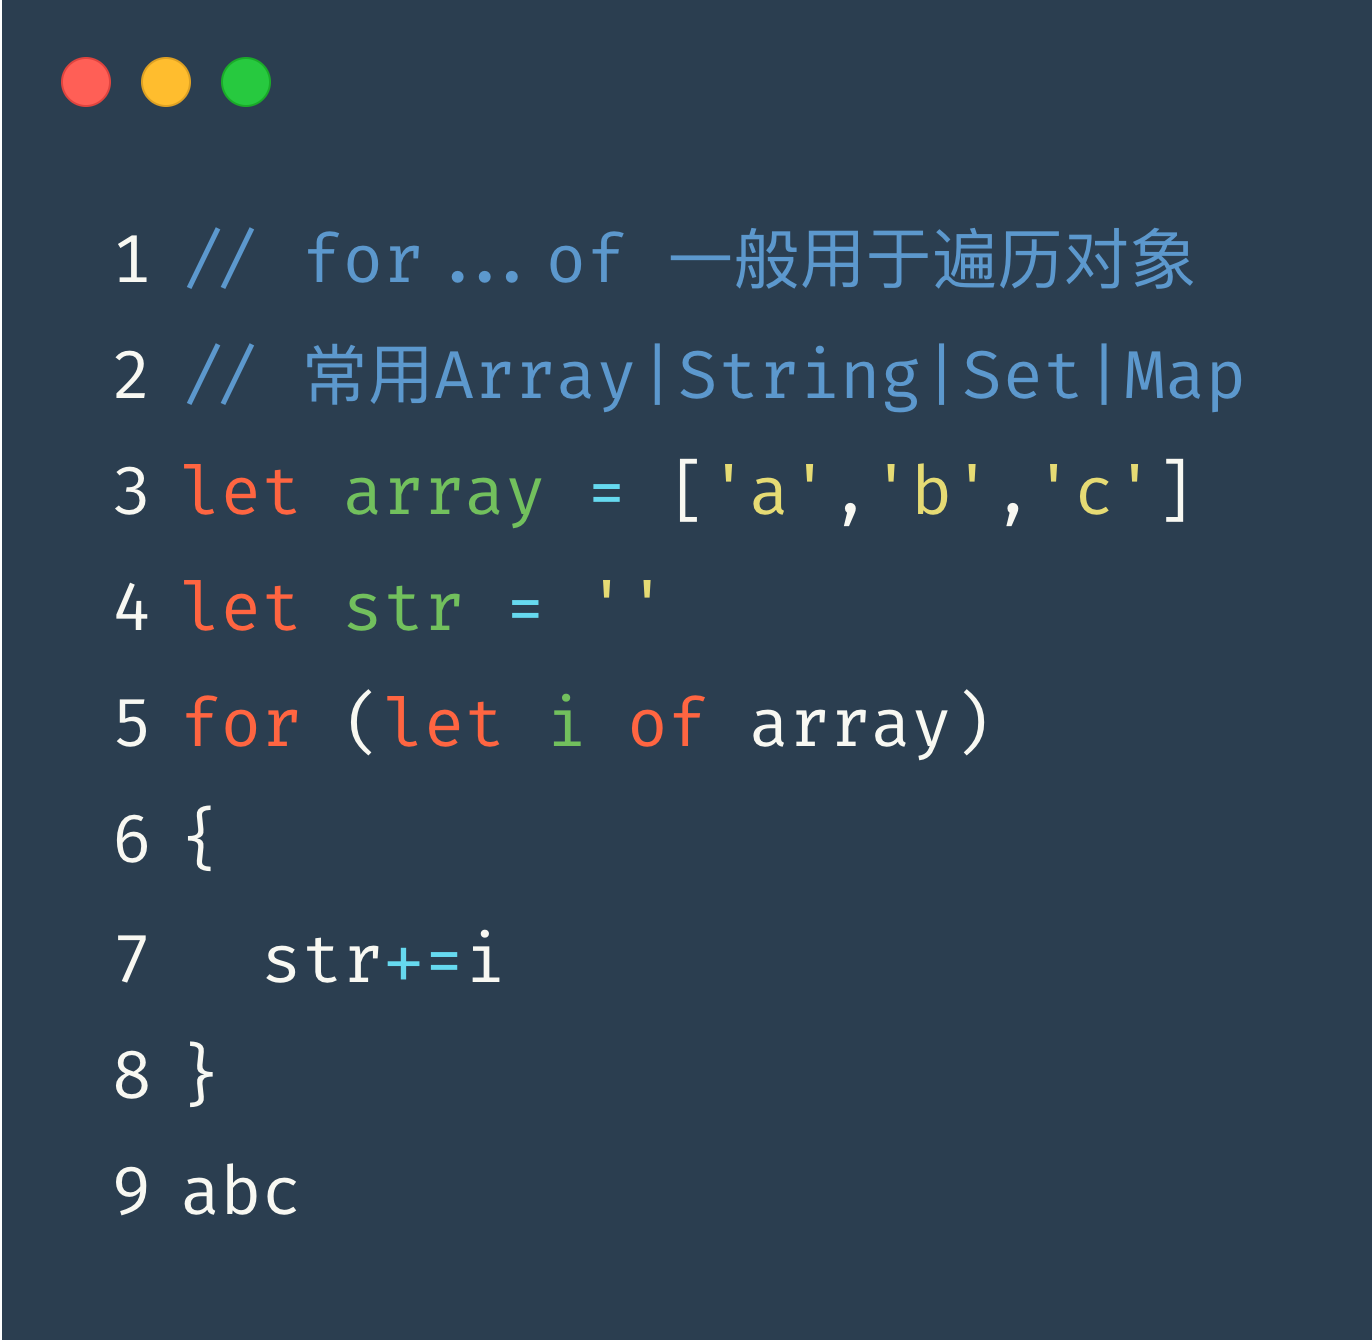 1 // for...of 一般用于遍历对象
2 // 常用Array|String|Set|Map
3 let array = ['a','b','c']
4 let str = ''
5 for (let i of array)
6 {
7   str+=i
8 }
9 abc